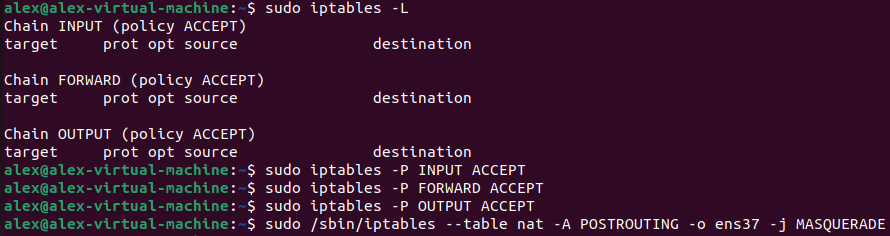 alex@alex-virtual-machine:~$ sudo iptables -L
Chain INPUT (policy ACCEPT)
target     prot opt source               destination
Chain FORWARD (policy ACCEPT)
target     prot opt source               destination
Chain OUTPUT (policy ACCEPT)
target     prot opt source               destination
alex@alex-virtual-machine:~$ sudo iptables -P INPUT ACCEPT
alex@alex-virtual-machine:~$ sudo iptables -P FORWARD ACCEPT
alex@alex-virtual-machine:~$ sudo iptables -P OUTPUT ACCEPT
alex@alex-virtual-machine:~$ sudo /sbin/iptables --table nat -A POSTROUTING -o ens37 -j MASQUERADE